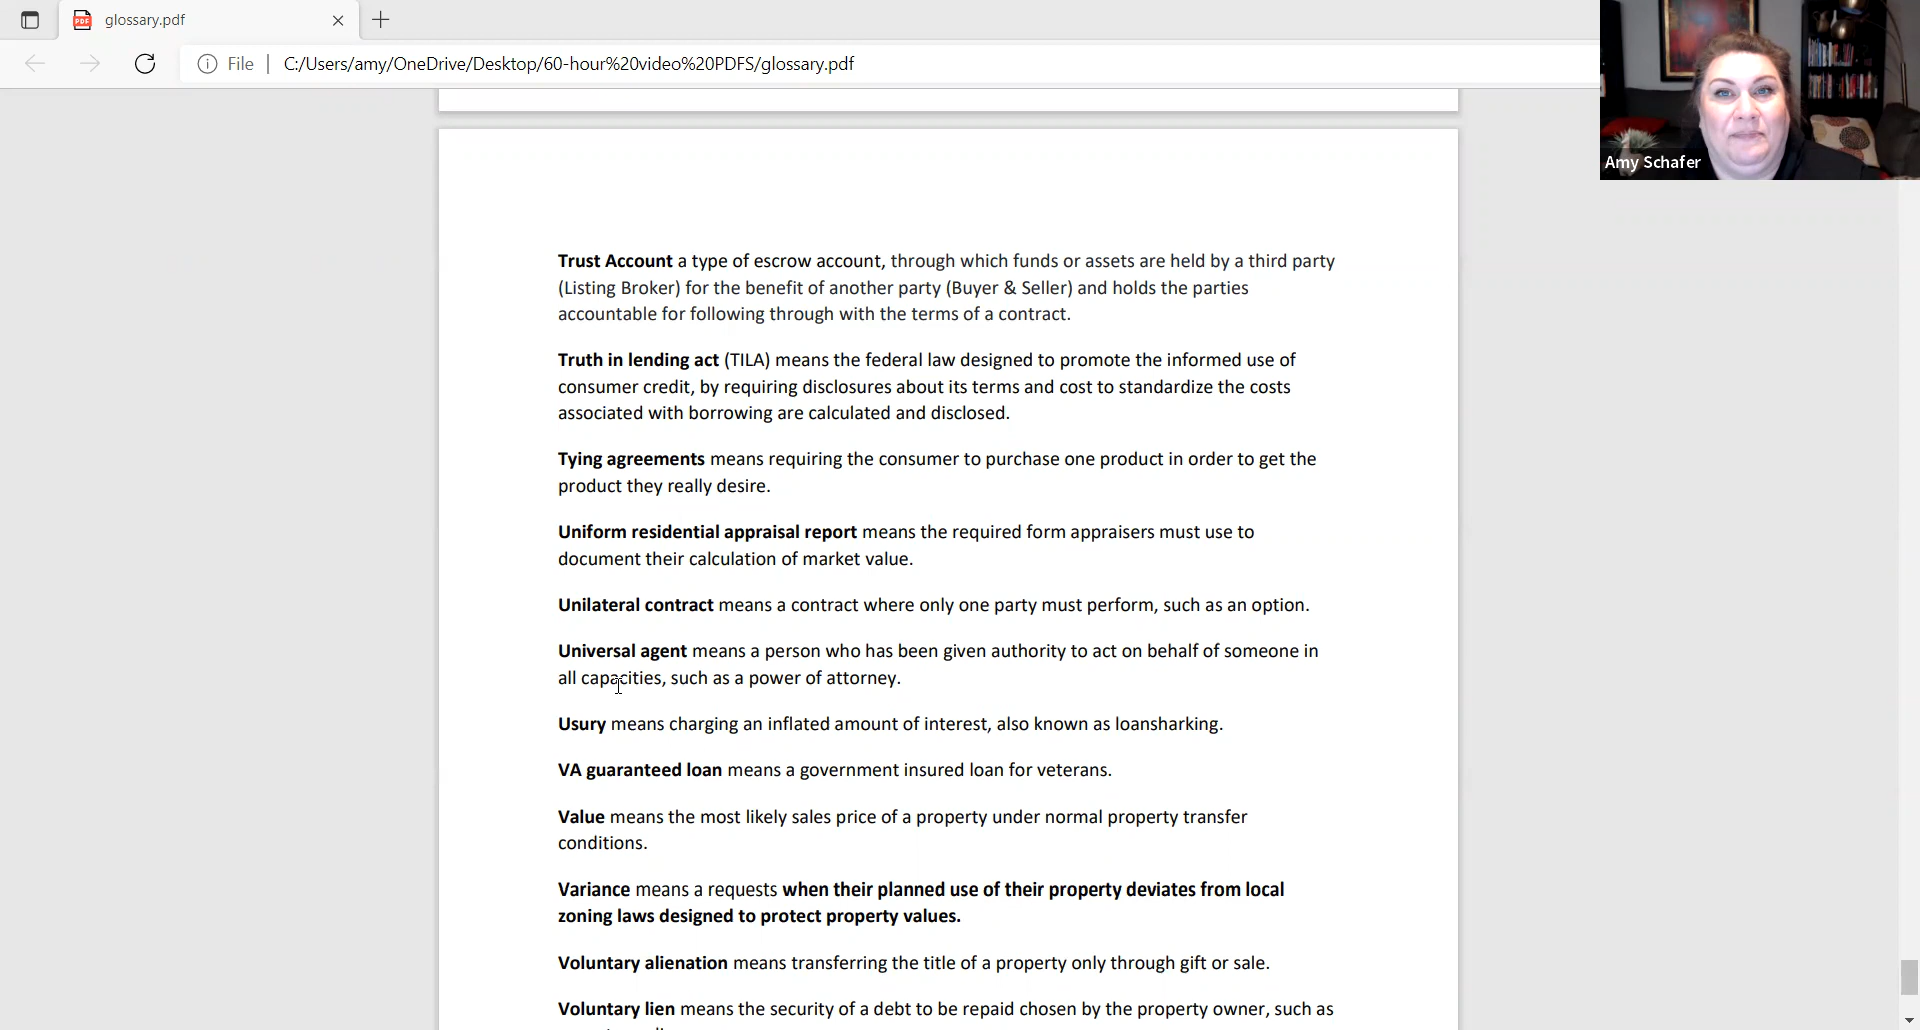 glossary.pdf
File
C:/Users/amy/OneDrive/Desktop/60-hour%20video%20PDFS/glossary.pdf
Amy Schafer
Trust Account a type of escrow account, through which funds or assets are held by a third party
(Listing Broker) for the benefit of another party (Buyer & Seller) and holds the parties
accountable for following through with the terms of a contract.
Truth in lending act (TILA) means the federal law designed to promote the informed use of
consumer credit, by requiring disclosures about its terms and cost to standardize the costs
associated with borrowing are calculated and disclosed.
Tying agreements means requiring the consumer to purchase one product in order to get the
product they really desire.
Uniform residential appraisal report means the required form appraisers must use to
document their calculation of market value.
Unilateral contract means a contract where only one party must perform, such as an option.
Universal agent means a person who has been given authority to act on behalf of someone in
all capacities, such as a power of attorney.
Usury means charging an inflated amount of interest, also known as loansharking.
VA guaranteed loan means a government insured loan for veterans.
Value means the most likely sales price of a property under normal property transfer
conditions.
Variance means a requests when their planned use of their property deviates from local
zoning laws designed to protect property values.
Voluntary alienation means transferring the title of a property only through gift or sale.
Voluntary lien means the security of a debt to be repaid chosen by the property owner, such as